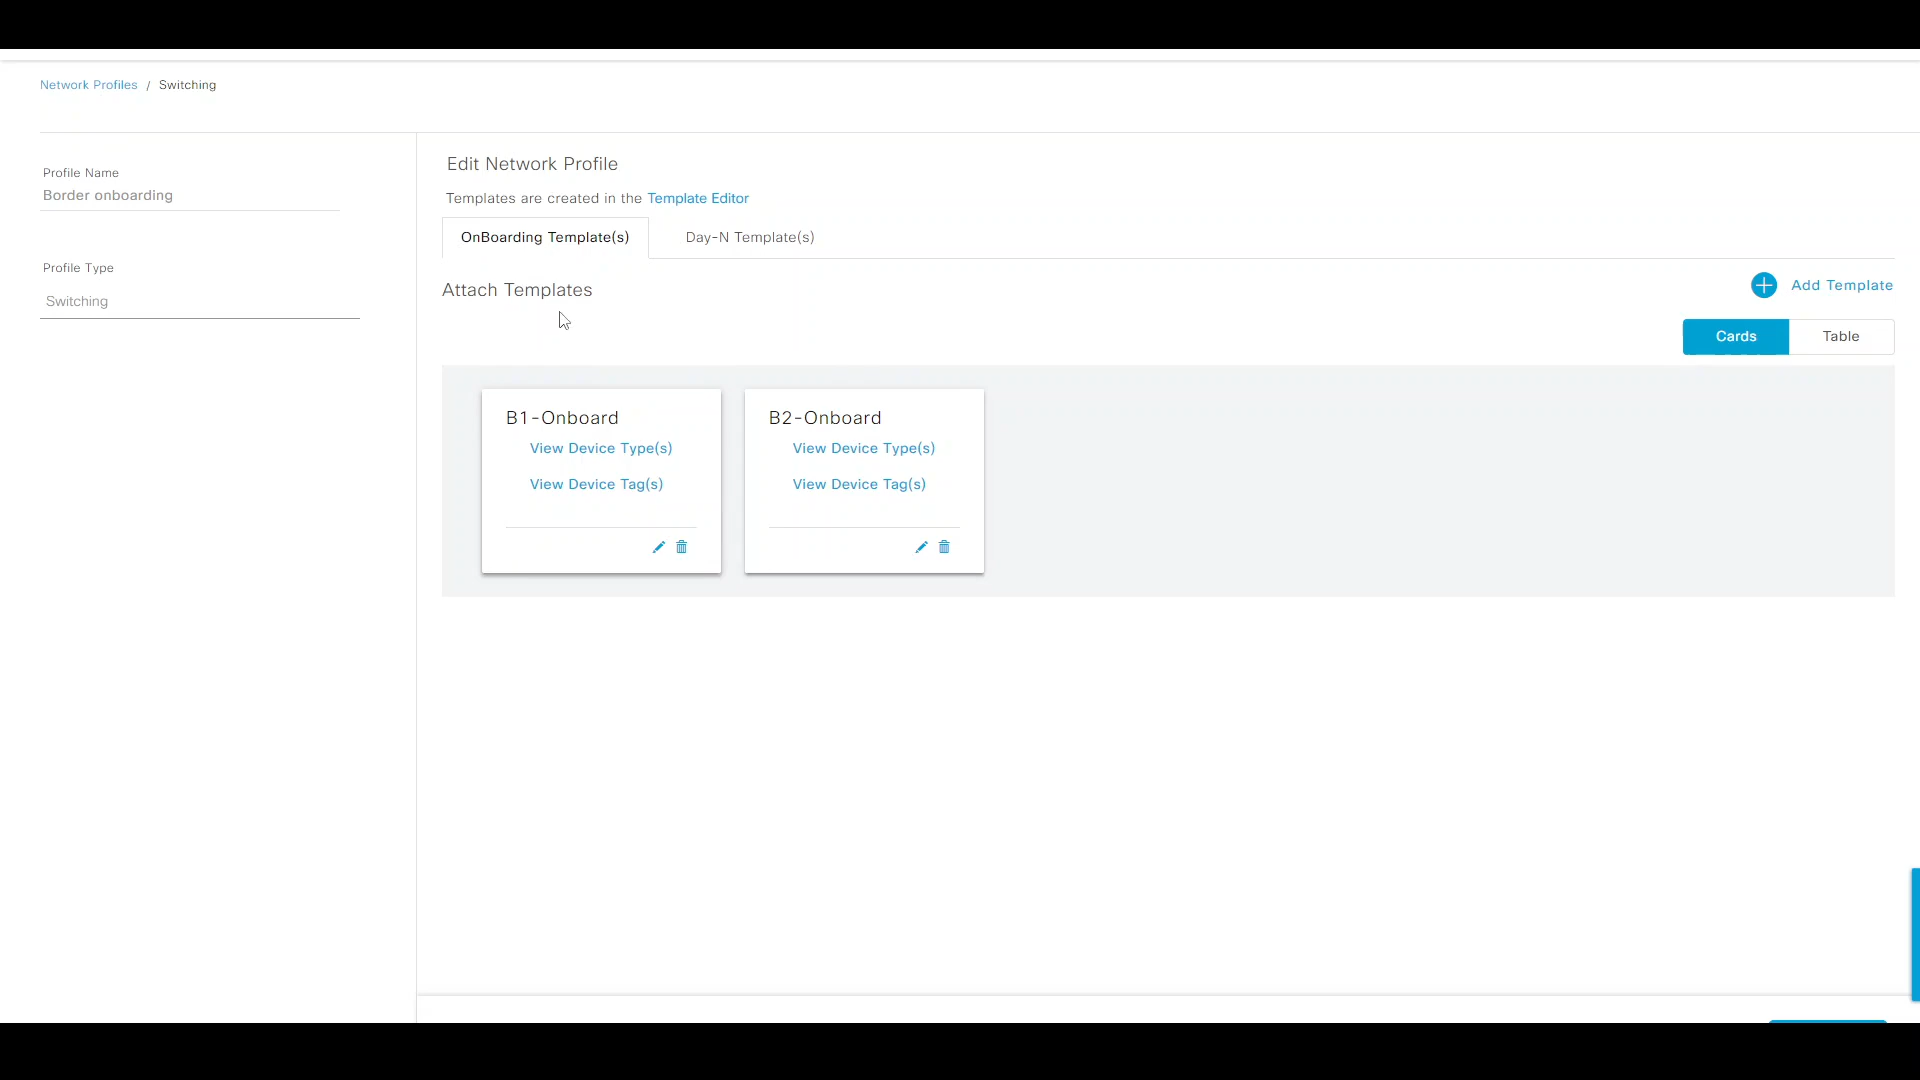 Network Profiles / Switching
Profile Name
Border onboarding
Profile Type
Switching
Edit Network Profile
Templates are created in the Template Editor
OnBoarding Template(s)
Day-N Template(s)
Attach Templates
Add Template
Cards
Table
B1-Onboard
View Device Type(s)
View Device Tag(s)
B2-Onboard
View Device Type(s)
View Device Tag(s)